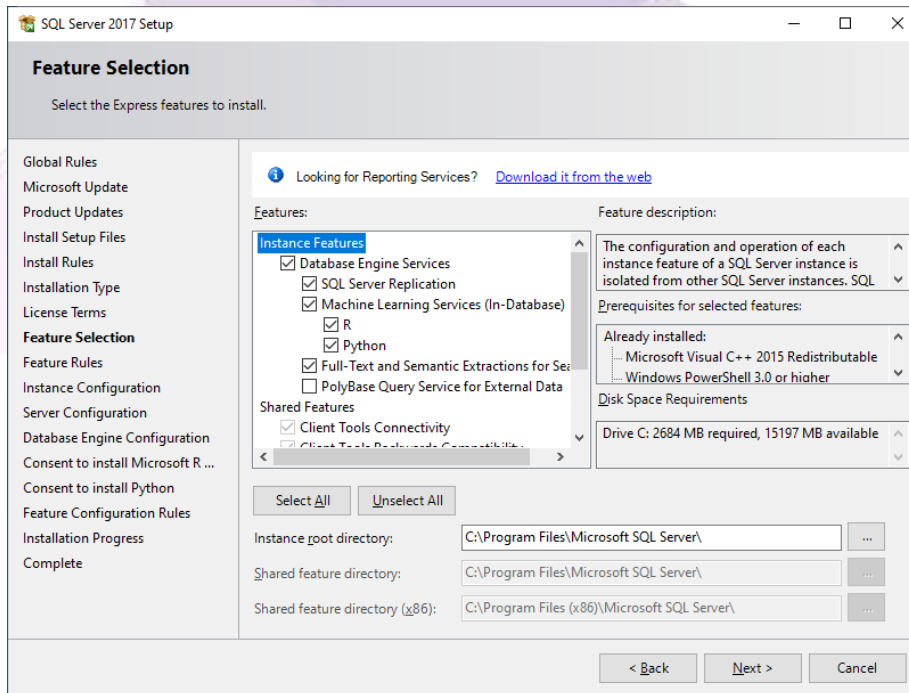 SQL Server 2017 Setup
Feature Selection
Select the Express features to install.
Global Rules
Microsoft Update
Product Updates
Install Setup Files
Install Rules
Installation Type
License Terms
Feature Selection
Feature Rules
Instance Configuration
Server Configuration
Database Engine Configuration
Consent to install Microsoft R ...
Consent to install Python
Feature Configuration Rules
Installation Progress
Complete
Looking for Reporting Services? Download it from the web
Features:
Instance Features
Database Engine Services
SQL Server Replication
Machine Learning Services (In-Database)
R
Python
Full-Text and Semantic Extractions for Sea
PolyBase Query Service for External Data
Shared Features
Client Tools Connectivity
Client Tools Backwards Compatibility
Feature description:
The configuration and operation of each
instance feature of a SQL Server instance is
isolated from other SQL Server instances. SQL
Prerequisites for selected features:
Already installed:
Microsoft Visual C++ 2015 Redistributable
Windows PowerShell 3.0 or higher
Disk Space Requirements
Drive C: 2684 MB required, 15197 MB available
Select All
Unselect All
Instance root directory: C:\Program Files\Microsoft SQL Server\ ...
Shared feature directory: C:\Program Files\Microsoft SQL Server\ ...
Shared feature directory (x86): C:\Program Files (x86)\Microsoft SQL Server\ ...
< Back
Next >
Cancel